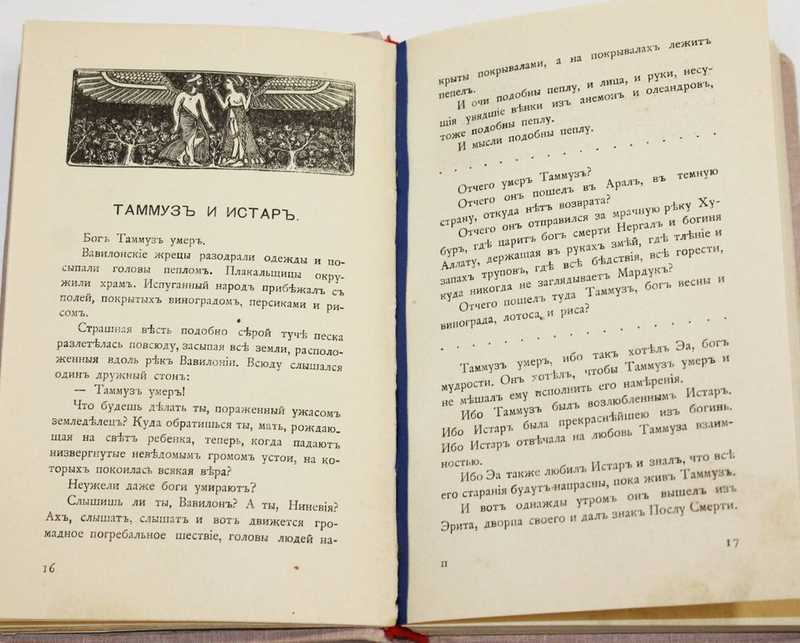 ТАММУЗЪ И ИСТАРЪ.
Богъ Таммузъ умеръ.
Вавилонскіе жрецы разодрали одежды и по-
сыпали головы пепломъ. Плакальщицы окру-
жили храмъ. Испуганный народъ прибѣжалъ съ
полей, покрытыхъ виноградомъ, персиками и ри-
сомъ.
Страшная вѣсть подобно сѣрой тучѣ песка
разлетѣлась повсюду, засыпая всѣ земли, располо-
женныя вдоль рѣкъ Вавилоніи. Всюду слышался
одинъ дружный стонъ:
— Таммузъ умеръ!
Что будешь дѣлать ты, пораженный ужасомъ
земледѣлецъ? Куда обратишься ты, мать, рождаю-
щая на свѣтъ ребенка, теперь, когда падаютъ
низвергнутые невѣдомымъ громомъ устои, на ко-
торыхъ покоилась всякая вѣра?
Неужели даже боги умираютъ?
Слышишь ли ты, Вавилонъ? А ты, Ниневія?
Ахъ, слышатъ, слышатъ и вотъ движется гро-
мадное погребальное шествіе, головы людей на-
16
крыты покрывалами, а на покрывалахъ лежитъ
пепелъ.
И очи подобны пеплу, и лица, и руки, несу-
щія увядшіе вѣнки изъ анемонъ и олеандровъ,
тоже подобны пеплу.
И мысли подобны пеплу.
. . . . . . . . . . . . . . . .
Отчего умеръ Таммузъ?
Отчего онъ пошелъ въ Аралъ, въ темную
страну, откуда нѣтъ возврата?
Отчего онъ отправился за мрачную рѣку Ху-
буръ, гдѣ царитъ богъ смерти Нергалъ и богиня
Аллату, держащая въ рукахъ змѣй, гдѣ тлѣніе и
запахъ труповъ, гдѣ всѣ бѣдствія, всѣ горести,
куда никогда не заглядываетъ Мардукъ?
Отчего пошелъ туда Таммузъ, богъ весны и
винограда, лотоса, и риса?
. . . . . . . . . . . . . . . .
Таммузъ умеръ, ибо такъ хотѣлъ Эа, богъ
мудрости. Онъ хотѣлъ, чтобы Таммузъ умеръ и
не мѣшалъ ему исполнить его намѣренія.
Ибо Таммузъ былъ возлюбленнымъ Истаръ.
Ибо Истаръ была прекраснѣйшею изъ богинь.
Ибо Истаръ отвѣчала на любовь Таммуза взаим-
ностью.
Ибо Эа также любилъ Истаръ и зналъ, что всѣ
его старанія будутъ напрасны, пока живъ Таммузъ.
И вотъ однажды утромъ онъ вышелъ изъ
Эрита, дворца своего и далъ знакъ Послу Смерти.
17
II